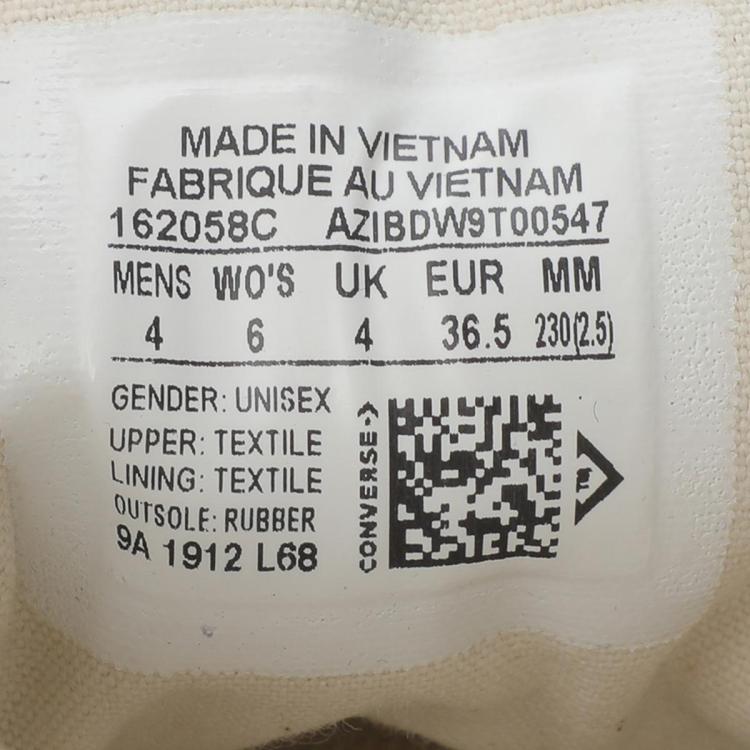 MADE IN VIETNAM
FABRIQUE AU VIETNAM
162058C AZIBDW9T00547
MENS WO'S UK EUR MM
4 6 4 36.5 230(2.5)
GENDER: UNISEX
UPPER: TEXTILE
LINING: TEXTILE
OUTSOLE: RUBBER
9A 1912 L68
CONVERSE